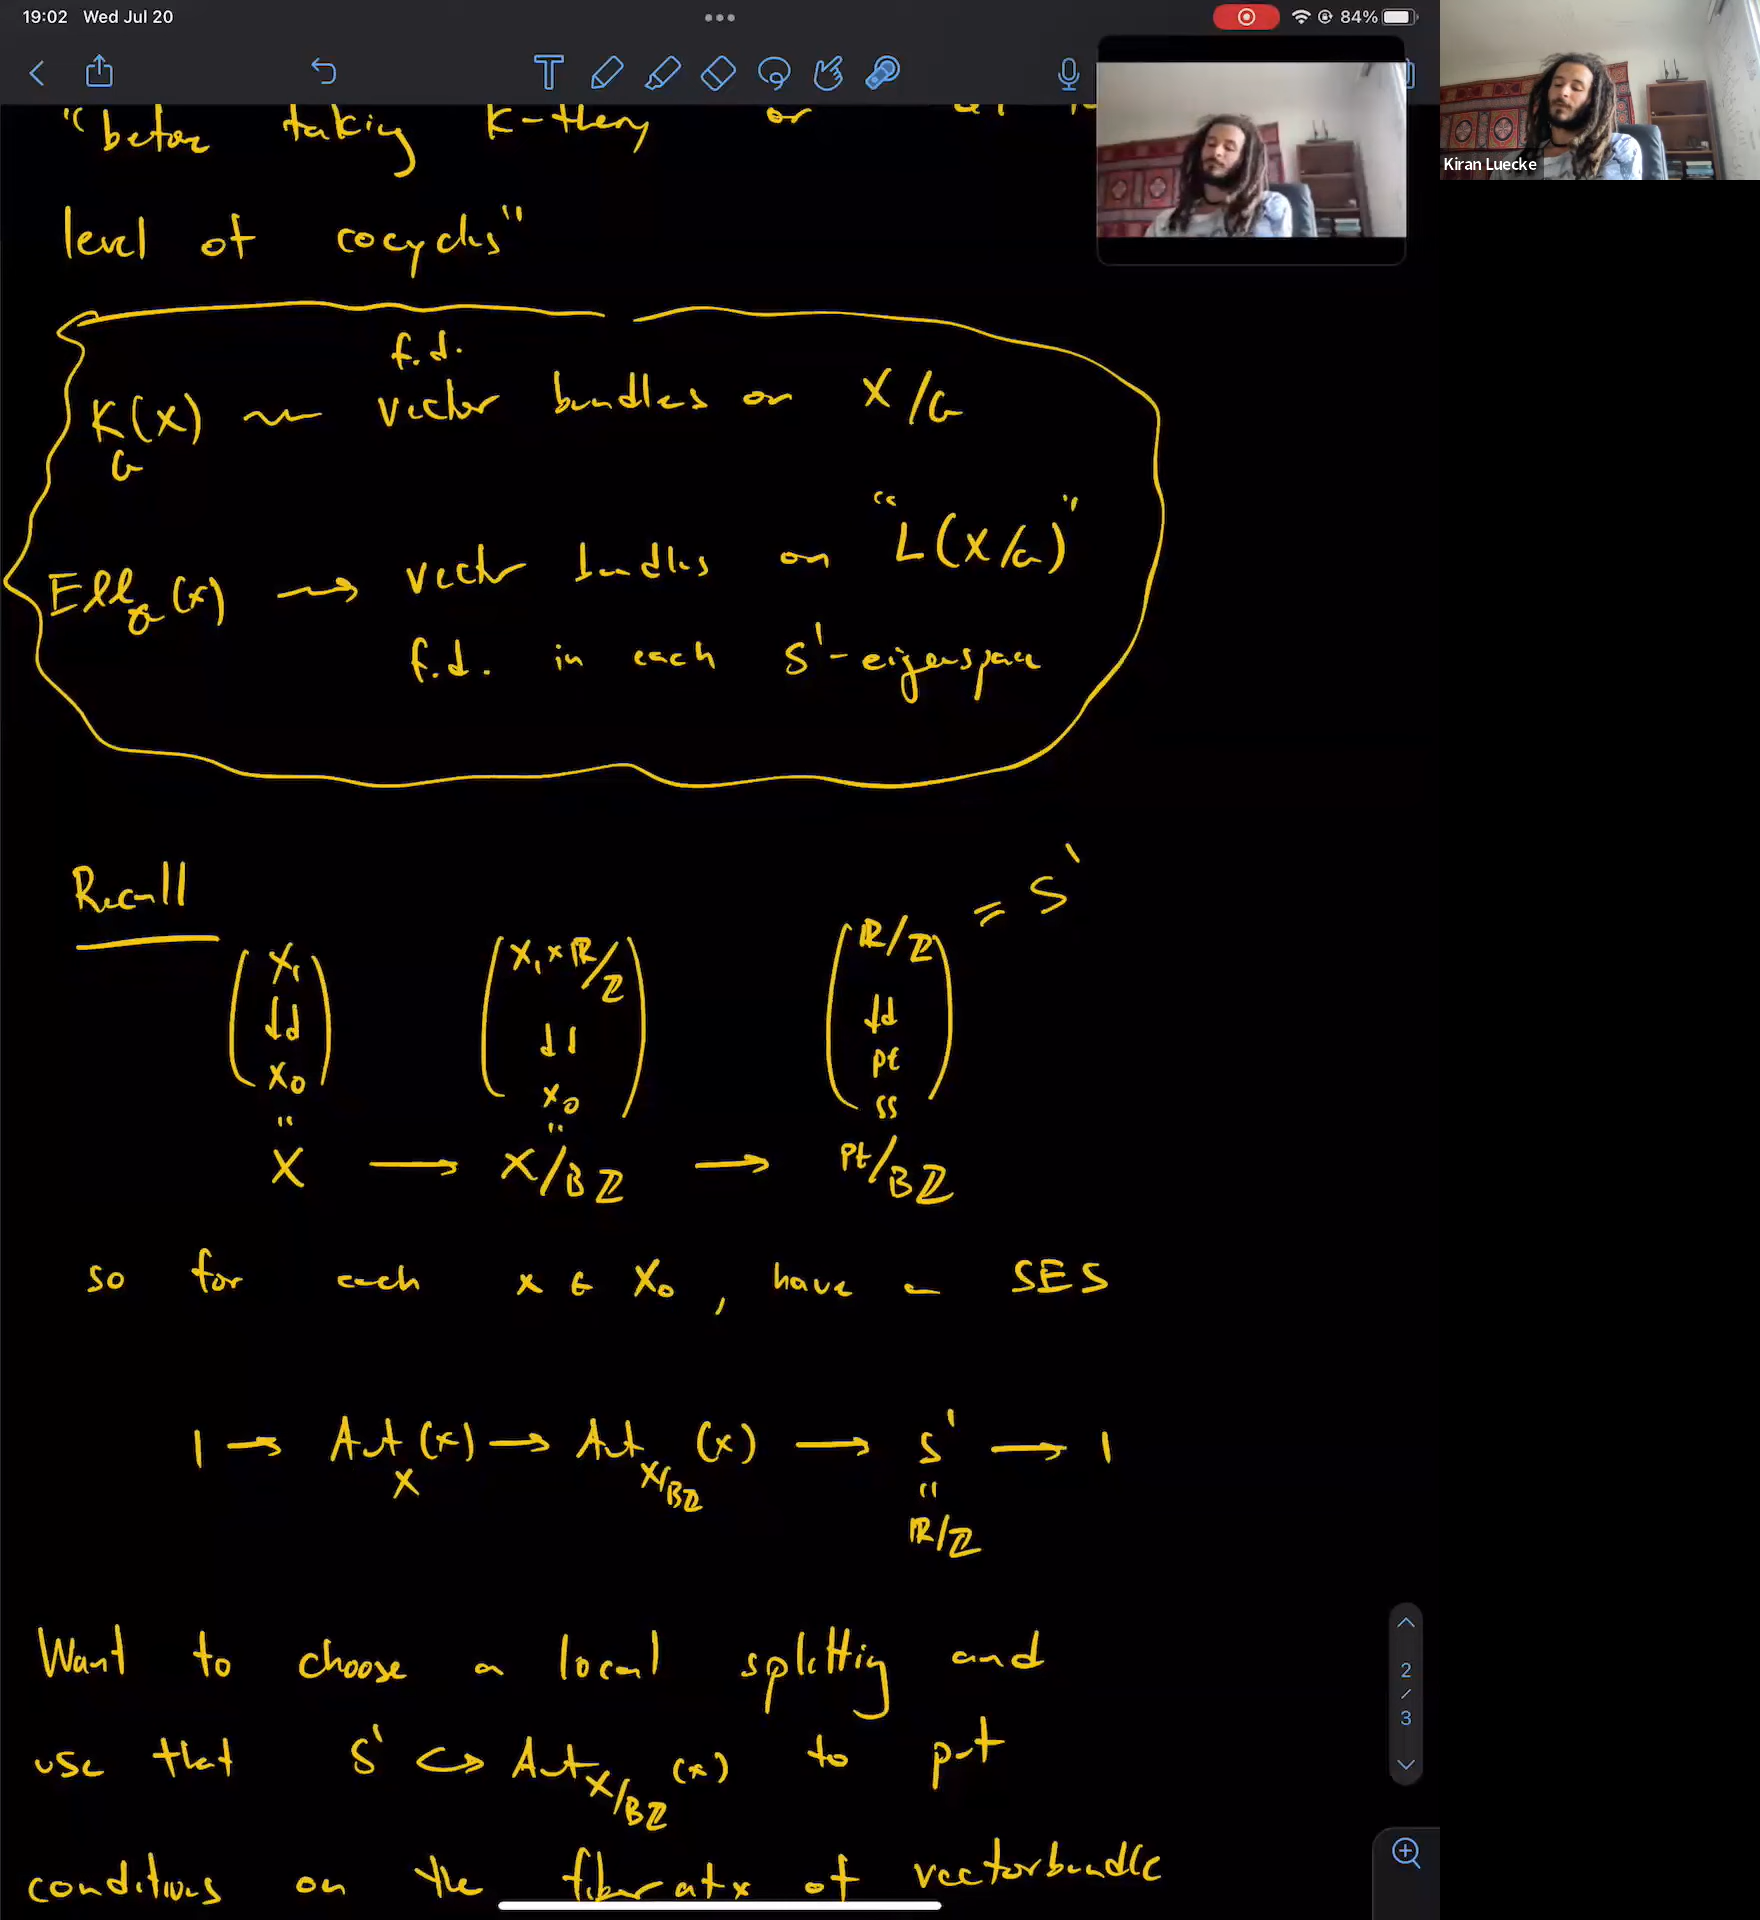 19:02 Wed Jul 20
84%
Kiran Luecke
"before taking K-theory or
level of cocycles"
f.d.
K_G(X) ⇝ vector bundles on X/G
Ell_G(X) ⇝ vector bundles on "L(X/G)"
f.d. in each S¹-eigenspace
Recall
X₁ X₁ × ℝ/ℤ ℝ/ℤ = S¹
↓↓ ↓↓ ↓↓
X₀ X₀ pt
X → X/Bℤ → pt/Bℤ
so for each x ∈ X₀, have a SES
1 → Aut_X(x) → Aut_{X/Bℤ}(x) → S¹ → 1
ℝ/ℤ
Want to choose a local splittig and
use that S¹ ↪ Aut_{X/Bℤ}(x) to put
conditions on the fiber at x of vectorbundle
2
/
3